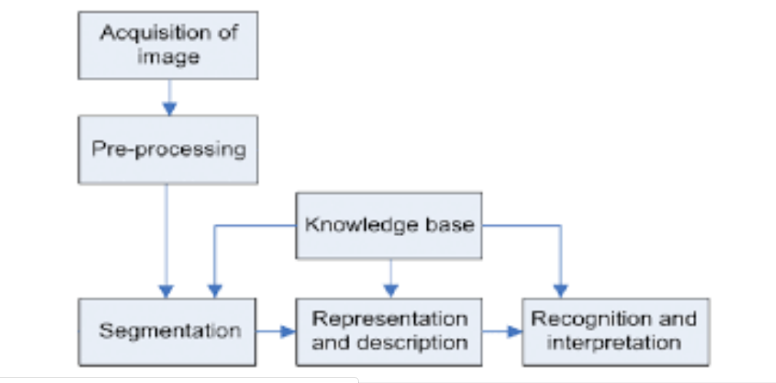 Acquisition of
image
Pre-processing
Knowledge base
Segmentation
Representation
and description
Recognition and
interpretation